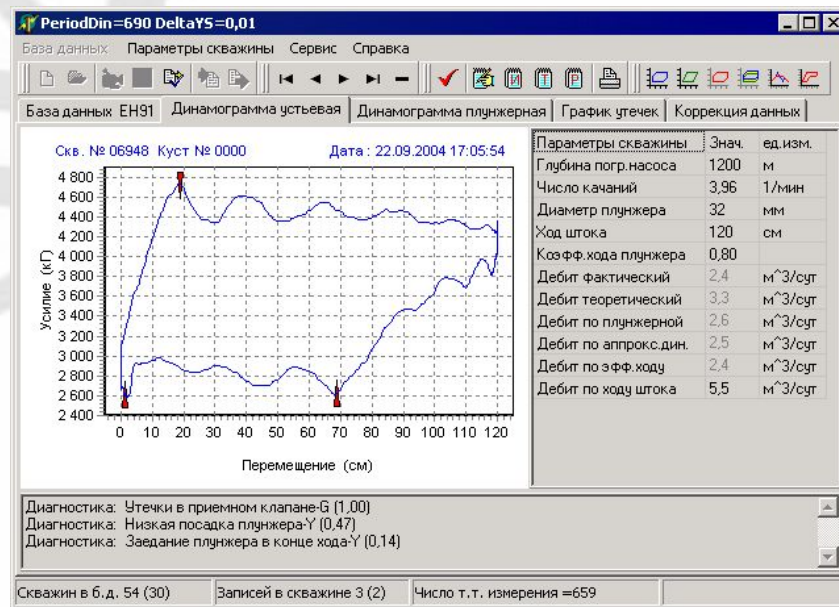 PeriodDin=690 DeltaYS=0,01
База данных Параметры скважины Сервис Справка
И Т Р
База данных EH91 Динамограмма устьевая Динамограмма плунжерная График утечек Коррекция данных
Скв. № 06948 Куст № 0000 Дата : 22.09.2004 17:05:54
4 800
4 600
4 400
4 200
4 000
3 800
3 600
3 400
3 200
3 000
2 800
2 600
2 400
Усилие (кГ)
0 10 20 30 40 50 60 70 80 90 100 110 120
Перемещение (см)
Параметры скважины Знач. ед.изм.
Глубина погр.насоса 1200 м
Число качаний 3,96 1/мин
Диаметр плунжера 32 мм
Ход штока 120 см
Коэфф.хода плунжера 0,80
Дебит фактический 2,4 м^3/сут
Дебит теоретический 3,3 м^3/сут
Дебит по плунжерной 2,6 м^3/сут
Дебит по аппрокс.дин. 2,5 м^3/сут
Дебит по эфф.ходу 2,4 м^3/сут
Дебит по ходу штока 5,5 м^3/сут
Диагностика: Утечки в приемном клапане-G (1,00)
Диагностика: Низкая посадка плунжера-Y (0,47)
Диагностика: Заедание плунжера в конце хода-Y (0,14)
Скважин в б.д. 54 (30) Записей в скважине 3 (2) Число т.т. измерения =659